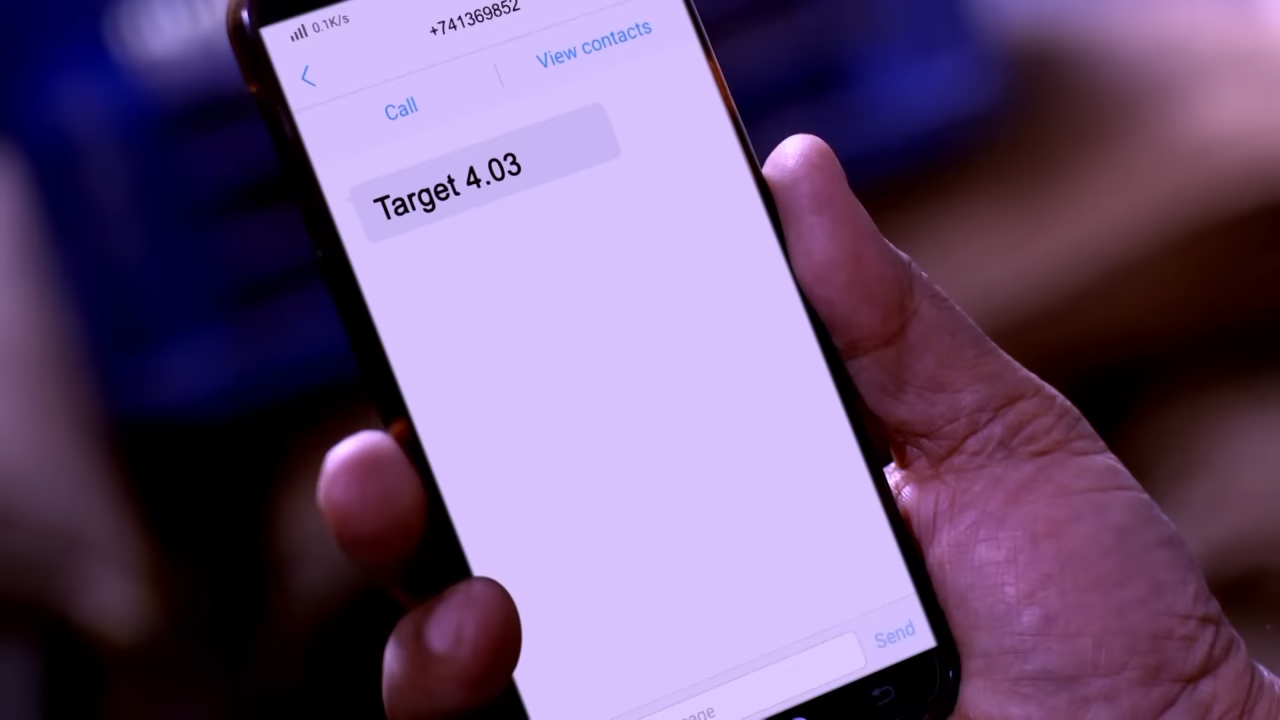 0.1K/s
+741369852
Call
View contacts
Target 4.03
Send